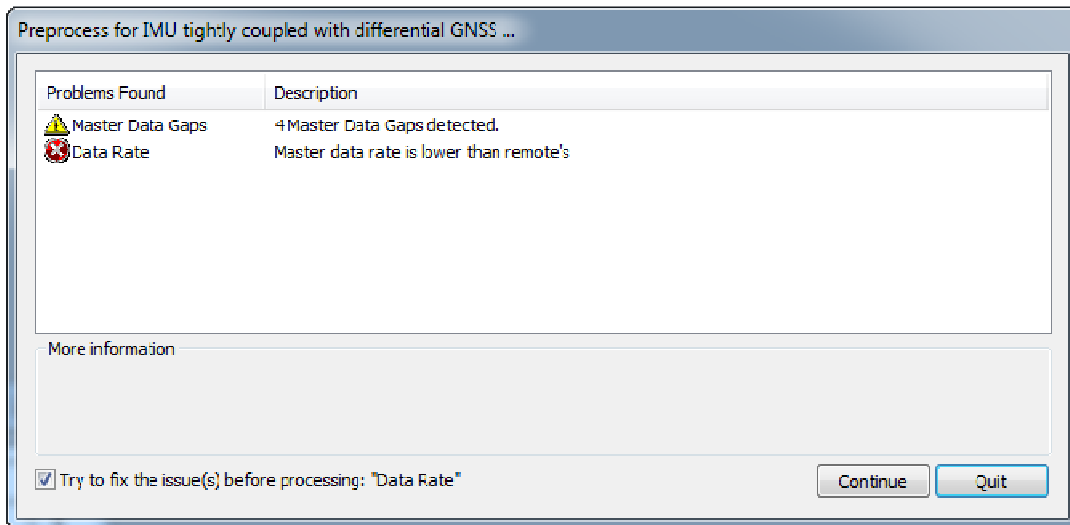 Preprocess for IMU tightly coupled with differential GNSS ...
Problems Found Description
Master Data Gaps 4 Master Data Gaps detected.
Data Rate Master data rate is lower than remote's
More information
Try to fix the issue(s) before processing: "Data Rate"
Continue Quit